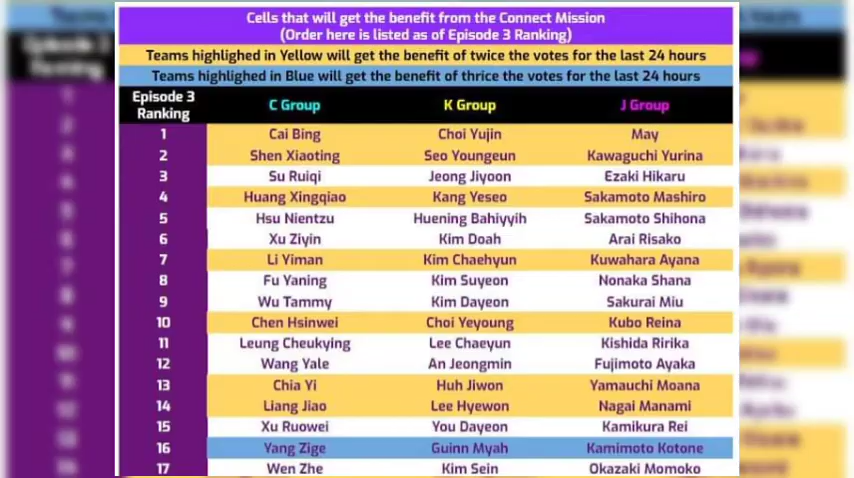 Cells that will get the benefit from the Connect Mission
(Order here is listed as of Episode 3 Ranking)
Teams highlighed in Yellow will get the benefit of twice the votes for the last 24 hours
Teams highlighed in Blue will get the benefit of thrice the votes for the last 24 hours
Episode 3 Ranking C Group K Group J Group
1 Cai Bing Choi Yujin May
2 Shen Xiaoting Seo Youngeun Kawaguchi Yurina
3 Su Ruiqi Jeong Jiyoon Ezaki Hikaru
4 Huang Xingqiao Kang Yeseo Sakamoto Mashiro
5 Hsu Nientzu Huening Bahiyyih Sakamoto Shihona
6 Xu Ziyin Kim Doah Arai Risako
7 Li Yiman Kim Chaehyun Kuwahara Ayana
8 Fu Yaning Kim Suyeon Nonaka Shana
9 Wu Tammy Kim Dayeon Sakurai Miu
10 Chen Hsinwei Choi Yeyoung Kubo Reina
11 Leung Cheukying Lee Chaeyun Kishida Ririka
12 Wang Yale An Jeongmin Fujimoto Ayaka
13 Chia Yi Huh Jiwon Yamauchi Moana
14 Liang Jiao Lee Hyewon Nagai Manami
15 Xu Ruowei You Dayeon Kamikura Rei
16 Yang Zige Guinn Myah Kamimoto Kotone
17 Wen Zhe Kim Sein Okazaki Momoko